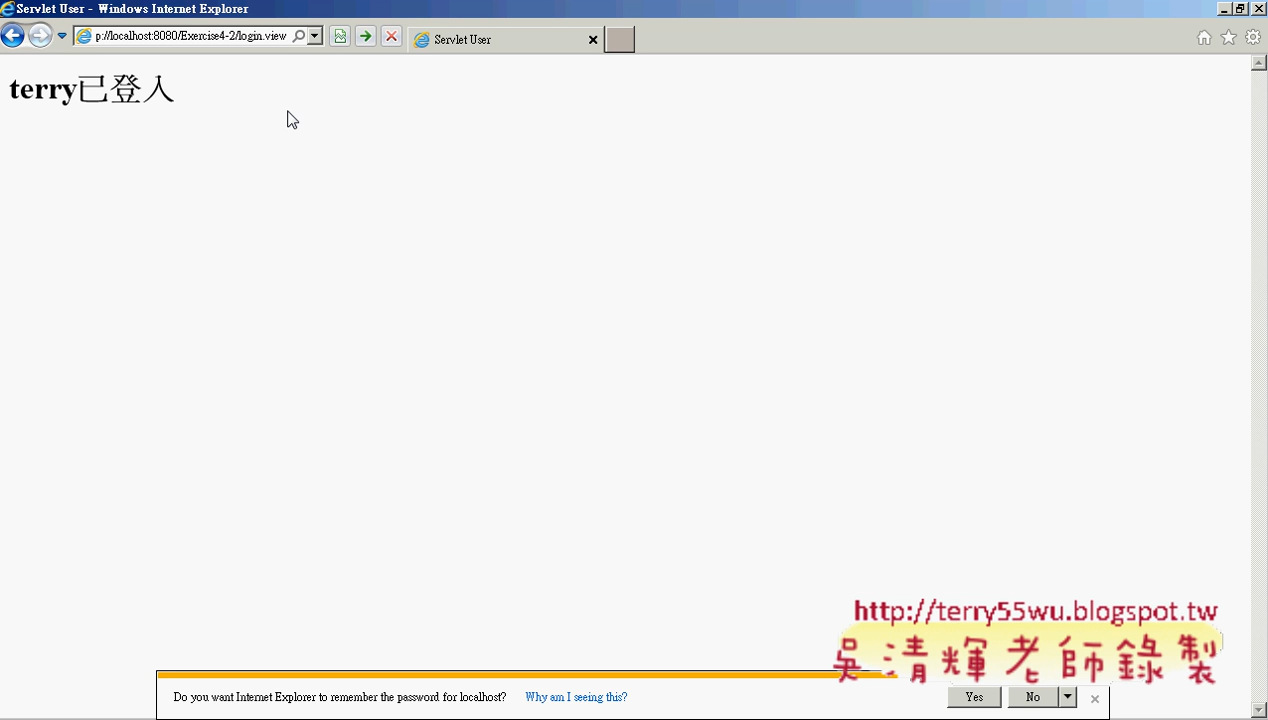 Servlet User - Windows Internet Explorer
p://localhost:8080/Exercise4-2/login.view
Servlet User
terry已登入
http://terry55wu.blogspot.tw
吳清輝老師錄製
Do you want Internet Explorer to remember the password for localhost? Why am I seeing this? Yes No